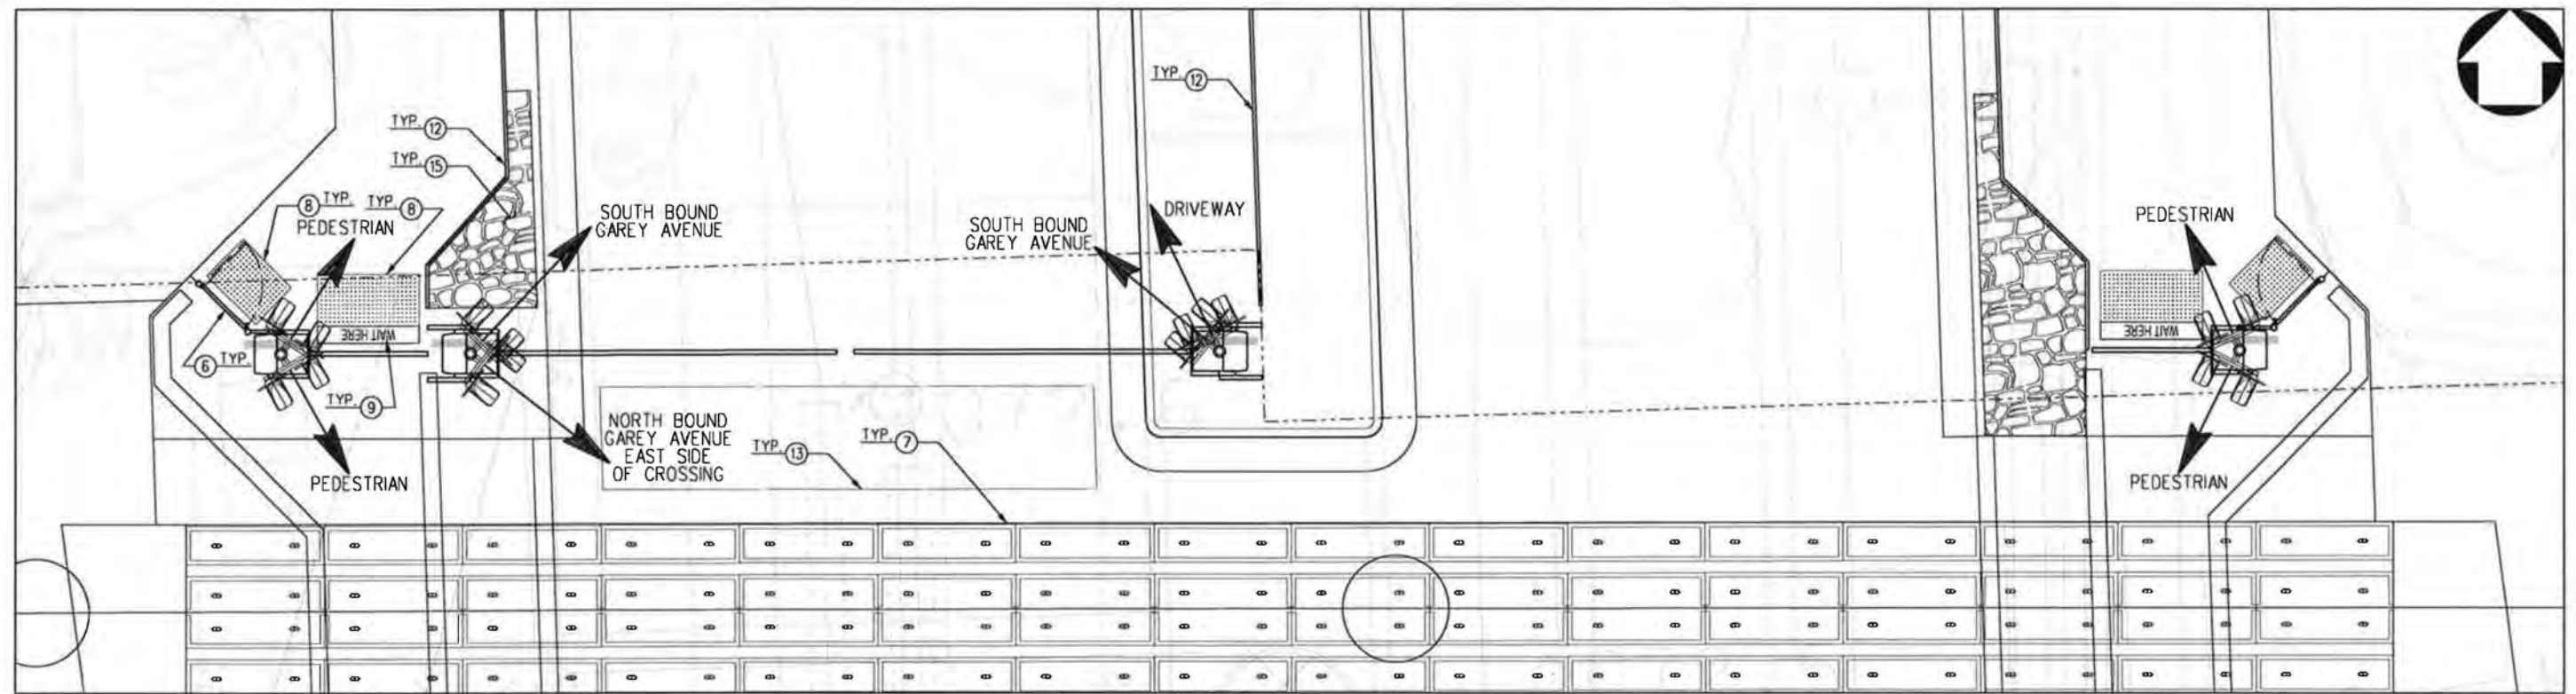 TYP. 12
TYP. 12
TYP. 15
8 TYP.
TYP. 8
PEDESTRIAN
SOUTH BOUND
GAREY AVENUE
SOUTH BOUND
GAREY AVENUE
DRIVEWAY
PEDESTRIAN
WAIT HERE
WAIT HERE
6 TYP.
TYP. 9
NORTH BOUND
GAREY AVENUE
EAST SIDE
OF CROSSING
TYP. 13
TYP. 7
PEDESTRIAN
PEDESTRIAN